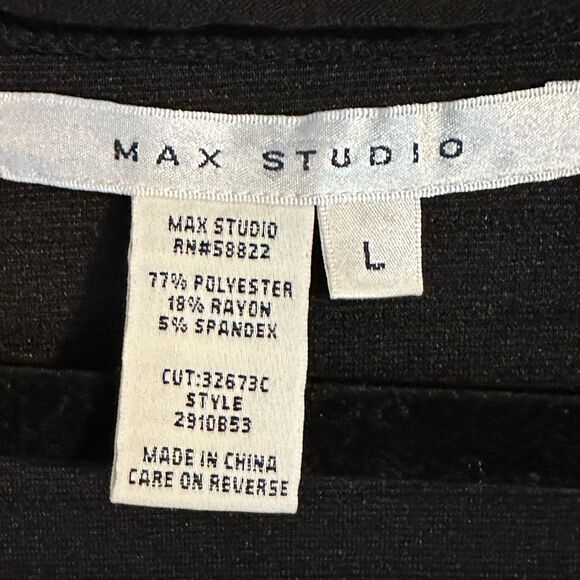 MAX STUDIO
L
MAX STUDIO
RN#58822
77% POLYESTER
18% RAYON
5% SPANDEX
CUT:32673C
STYLE
2910B53
MADE IN CHINA
CARE ON REVERSE